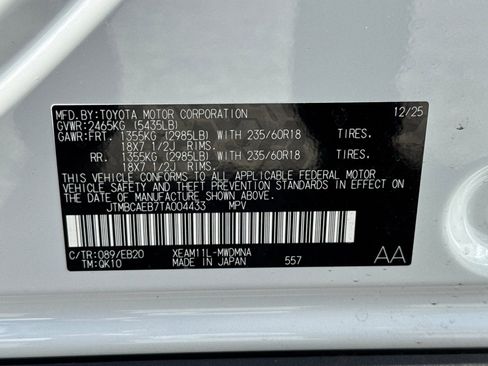 MFD. BY: TOYOTA MOTOR CORPORATION 12/25
GVWR: 2465KG (5435LB)
GAWR: FRT. 1355KG (2985LB) WITH 235/60R18 TIRES.
18X7 1/2J RIMS.
RR. 1355KG (2985LB) WITH 235/60R18 TIRES.
18X7 1/2J RIMS.
THIS VEHICLE CONFORMS TO ALL APPLICABLE FEDERAL MOTOR
VEHICLE SAFETY AND THEFT PREVENTION STANDARDS IN EFFECT ON
THE DATE OF MANUFACTURE SHOWN ABOVE.
JTMBCAEB7TA004433 MPV
C/TR: 089/EB20 XEAM11L-MWDMNA
TM: QK10 MADE IN JAPAN 557 AA